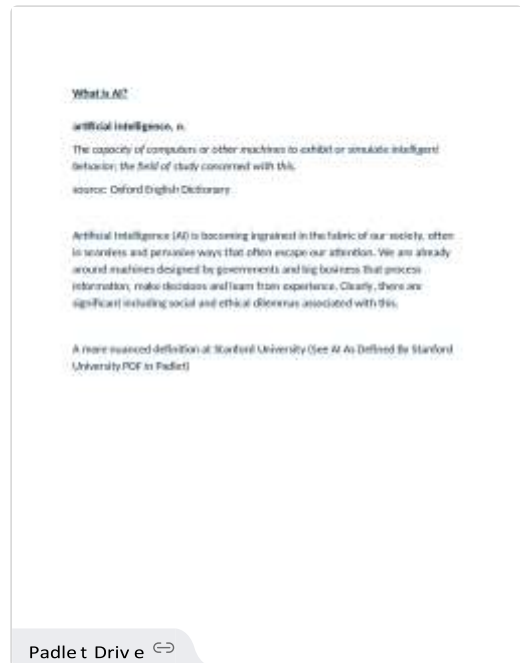 What is AI?
artificial intelligence, n.
The capacity of computers or other machines to exhibit or simulate intelligent
behavior; the field of study concerned with this.
source: Oxford English Dictionary
Artificial Intelligence (AI) is becoming ingrained in the fabric of our society, often
in seamless and pervasive ways that often escape our attention. We are already
around machines designed by governments and big business that process
information, make decisions and learn from experience. Clearly, there are
significant including social and ethical dilemmas associated with this.
A more nuanced definition at Stanford University (See AI As Defined By Stanford
University PDF in Padlet)
Padlet Drive